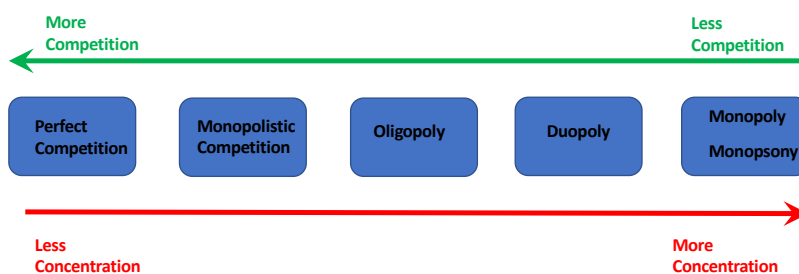 More
Competition
Less
Competition
Perfect
Competition
Monopolistic
Competition
Oligopoly
Duopoly
Monopoly
Monopsony
Less
Concentration
More
Concentration